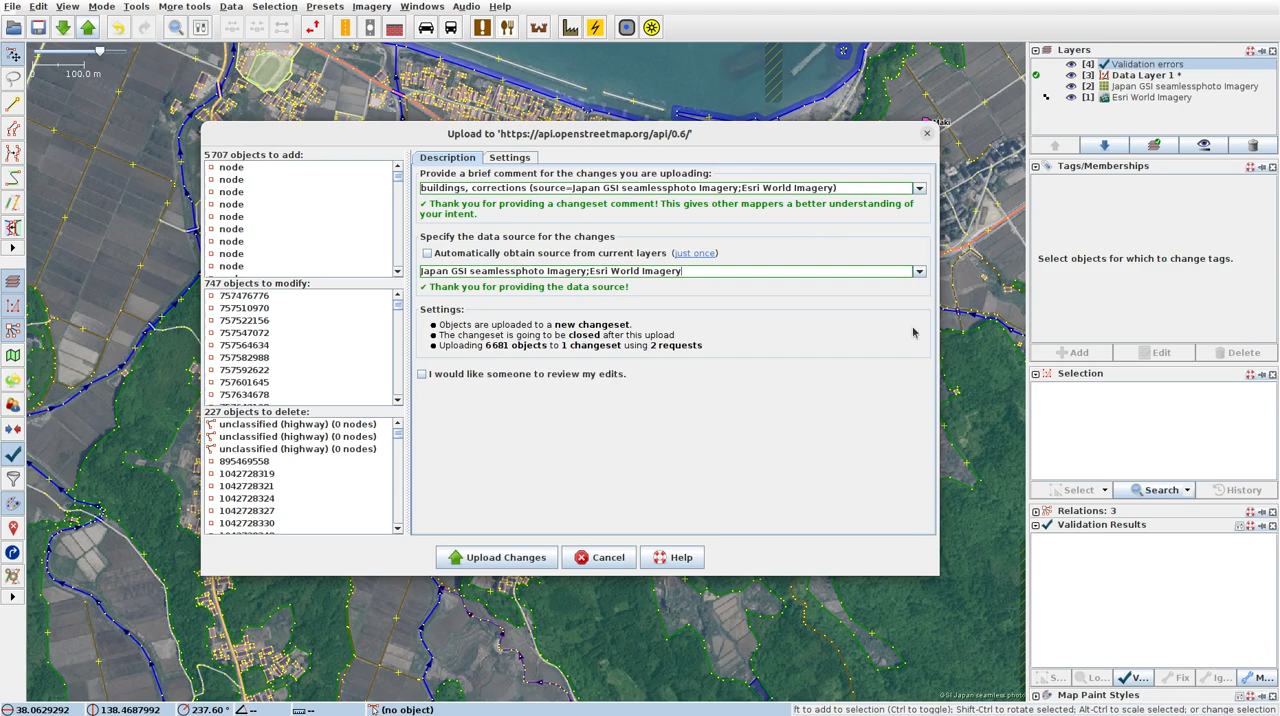 File Edit View Mode Tools More tools Data Selection Presets Imagery Windows Audio Help
100.0 m
Upload to 'https://api.openstreetmap.org/api/0.6/'
5707 objects to add:
node
node
node
node
node
node
node
node
node
747 objects to modify:
757476776
757510970
757522156
757547072
757564634
757582988
757592622
757601645
757634678
227 objects to delete:
unclassified (highway) (0 nodes)
unclassified (highway) (0 nodes)
unclassified (highway) (0 nodes)
895469558
1042728319
1042728321
1042728324
1042728327
1042728330
Description Settings
Provide a brief comment for the changes you are uploading:
buildings, corrections (source=Japan GSI seamlessphoto Imagery;Esri World Imagery)
✔ Thank you for providing a changeset comment! This gives other mappers a better understanding of
your intent.
Specify the data source for the changes
Automatically obtain source from current layers (just once)
Japan GSI seamlessphoto Imagery;Esri World Imagery
✔ Thank you for providing the data source!
Settings:
● Objects are uploaded to a new changeset.
● The changeset is going to be closed after this upload
● Uploading 6681 objects to 1 changeset using 2 requests
I would like someone to review my edits.
Upload Changes Cancel Help
Maki
Layers
[4] Validation errors
[3] Data Layer 1 *
[2] Japan GSI seamlessphoto Imagery
[1] Esri World Imagery
Tags/Memberships
Select objects for which to change tags.
Add Edit Delete
Selection
Select Search History
Relations: 3
Validation Results
S... Lo... V... Fix Ig... M...
Map Paint Styles
GSI Japan seamless photo
38.0629292 138.4687992 237.60 ° -- -- (no object)
ft to add to selection (Ctrl to toggle); Shift-Ctrl to rotate selected; Alt-Ctrl to scale selected; or change selection